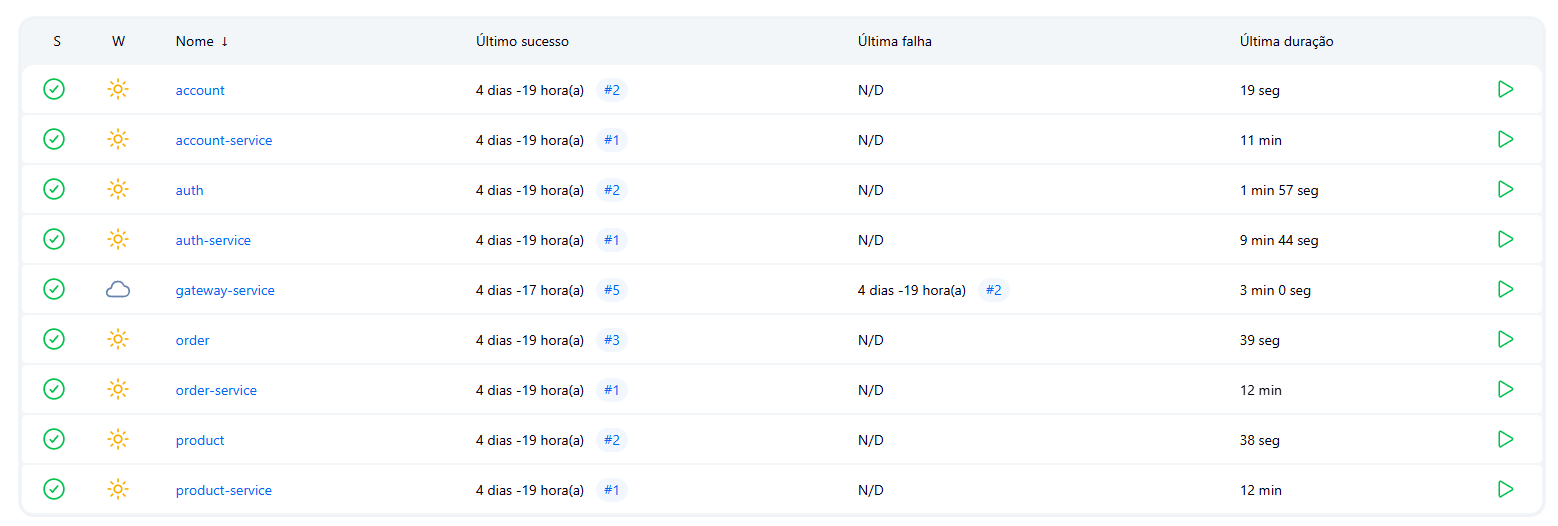 S W Nome ↓ Último sucesso Última falha Última duração
account 4 dias -19 hora(a) #2 N/D 19 seg
account-service 4 dias -19 hora(a) #1 N/D 11 min
auth 4 dias -19 hora(a) #2 N/D 1 min 57 seg
auth-service 4 dias -19 hora(a) #1 N/D 9 min 44 seg
gateway-service 4 dias -17 hora(a) #5 4 dias -19 hora(a) #2 3 min 0 seg
order 4 dias -19 hora(a) #3 N/D 39 seg
order-service 4 dias -19 hora(a) #1 N/D 12 min
product 4 dias -19 hora(a) #2 N/D 38 seg
product-service 4 dias -19 hora(a) #1 N/D 12 min